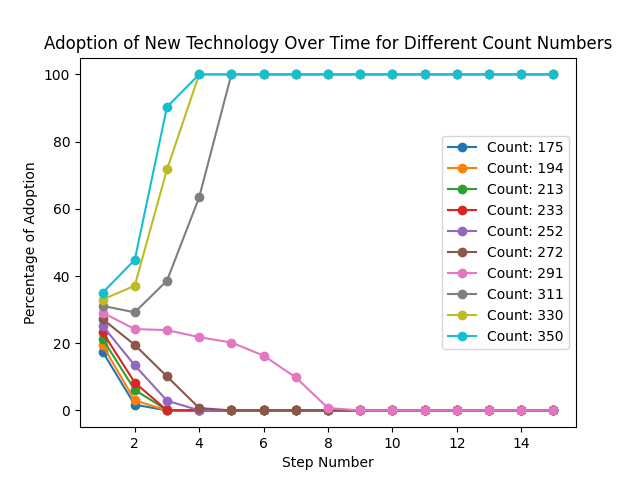 Adoption of New Technology Over Time for Different Count Numbers
100
80
60
40
20
0
Percentage of Adoption
Count: 175
Count: 194
Count: 213
Count: 233
Count: 252
Count: 272
Count: 291
Count: 311
Count: 330
Count: 350
2
4
6
8
10
12
14
Step Number